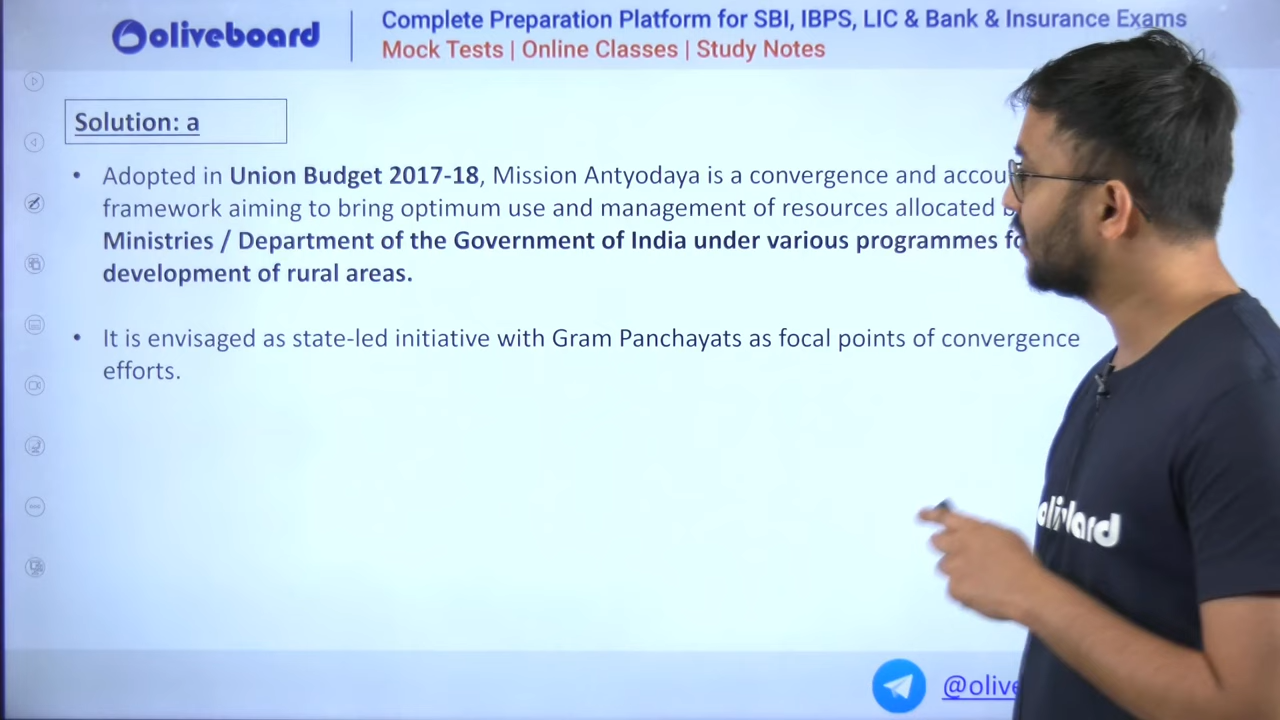 oliveboard
Complete Preparation Platform for SBI, IBPS, LIC & Bank & Insurance Exams
Mock Tests | Online Classes | Study Notes
Solution: a
• Adopted in Union Budget 2017-18, Mission Antyodaya is a convergence and accou
framework aiming to bring optimum use and management of resources allocated
Ministries / Department of the Government of India under various programmes fo
development of rural areas.
• It is envisaged as state-led initiative with Gram Panchayats as focal points of convergence
efforts.
@olive